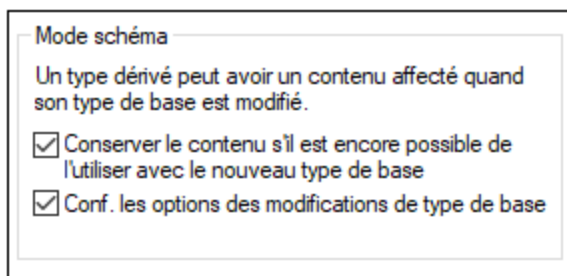 Mode schéma
Un type dérivé peut avoir un contenu affecté quand
son type de base est modifié.
Conserver le contenu s'il est encore possible de
l'utiliser avec le nouveau type de base
Conf. les options des modifications de type de base